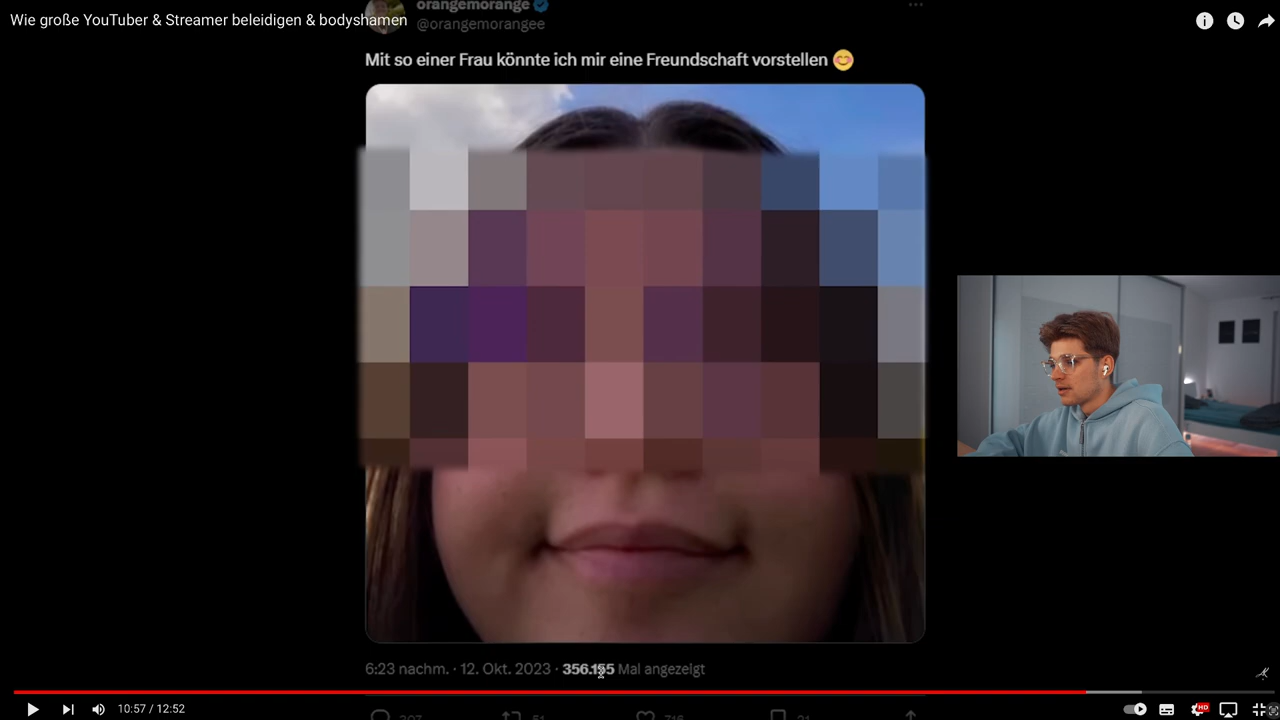 orangemorange
Wie große YouTuber & Streamer beleidigen & bodyshamen
@orangemorangee
Mit so einer Frau könnte ich mir eine Freundschaft vorstellen 😊
6:23 nachm. · 12. Okt. 2023 · 356.155 Mal angezeigt
10:57 / 12:52
HD